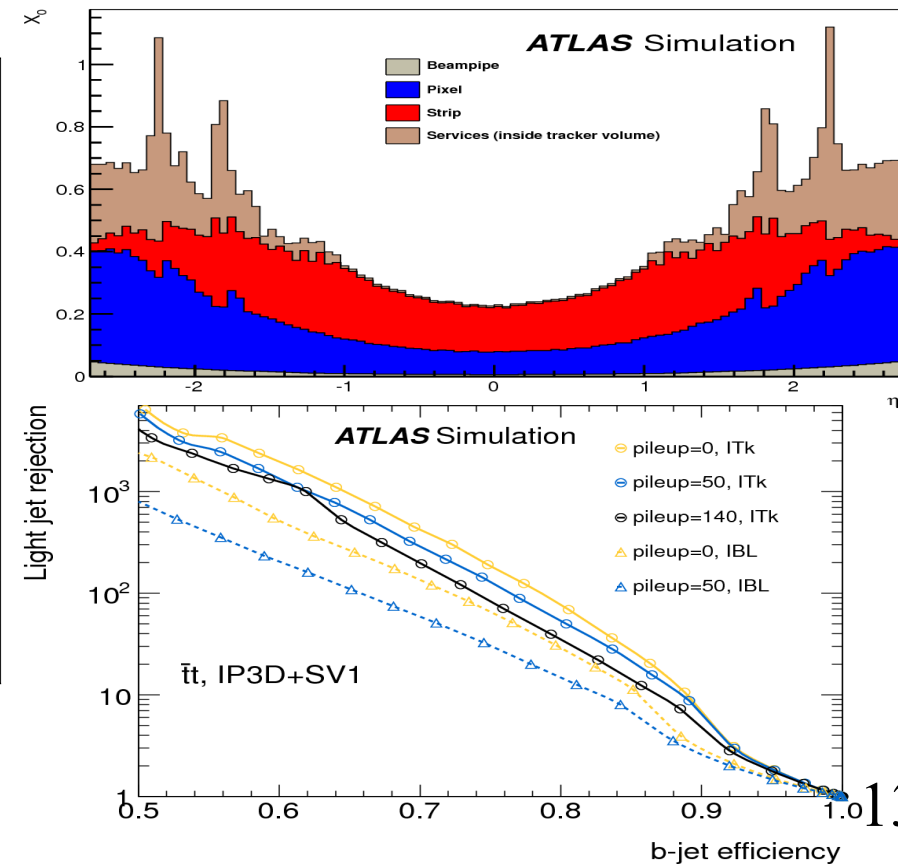 X₀
ATLAS Simulation
Beampipe
Pixel
Strip
Services (inside tracker volume)
1
0.8
0.6
0.4
0.2
0
-2
-1
0
1
2
η
Light jet rejection
ATLAS Simulation
pileup=0, ITk
pileup=50, ITk
pileup=140, ITk
pileup=0, IBL
pileup=50, IBL
10³
10²
10
1
t̄t, IP3D+SV1
0.5
0.6
0.7
0.8
0.9
1.0
b-jet efficiency